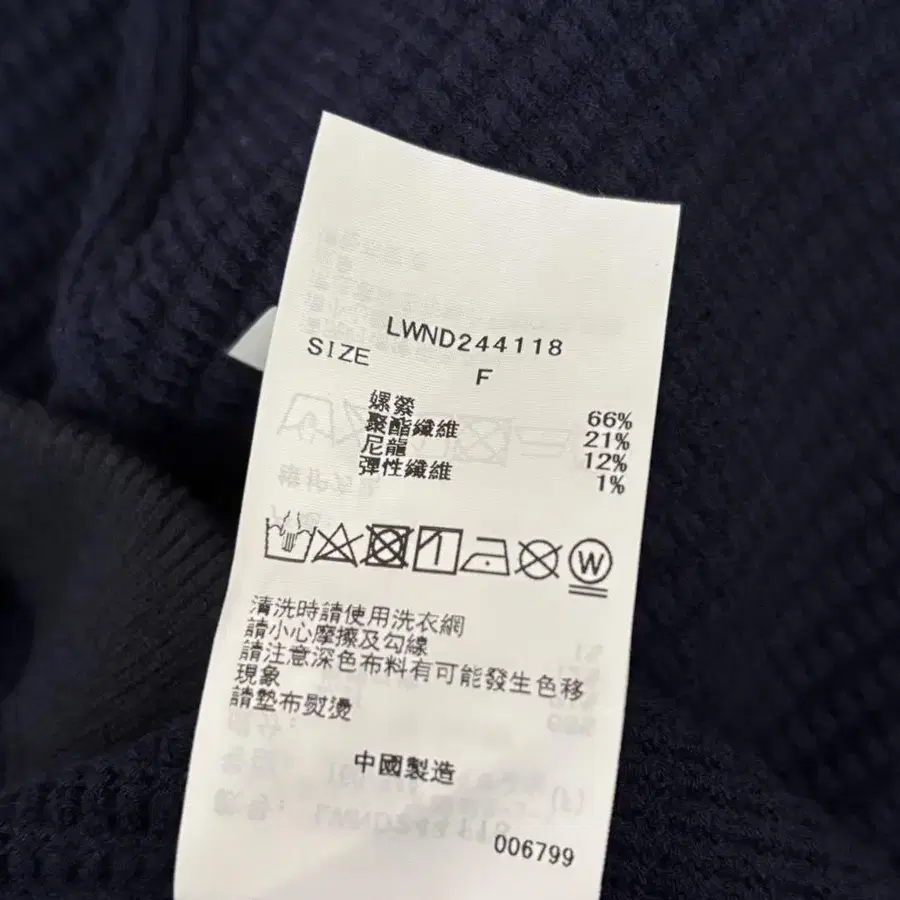 LWND244118
SIZE F
嫘縈 66%
聚酯纖維 21%
尼龍 12%
彈性纖維 1%
W
清洗時請使用洗衣網
請小心摩擦及勾線
請注意深色布料有可能發生色移
現象
請墊布熨燙
中國製造
006799